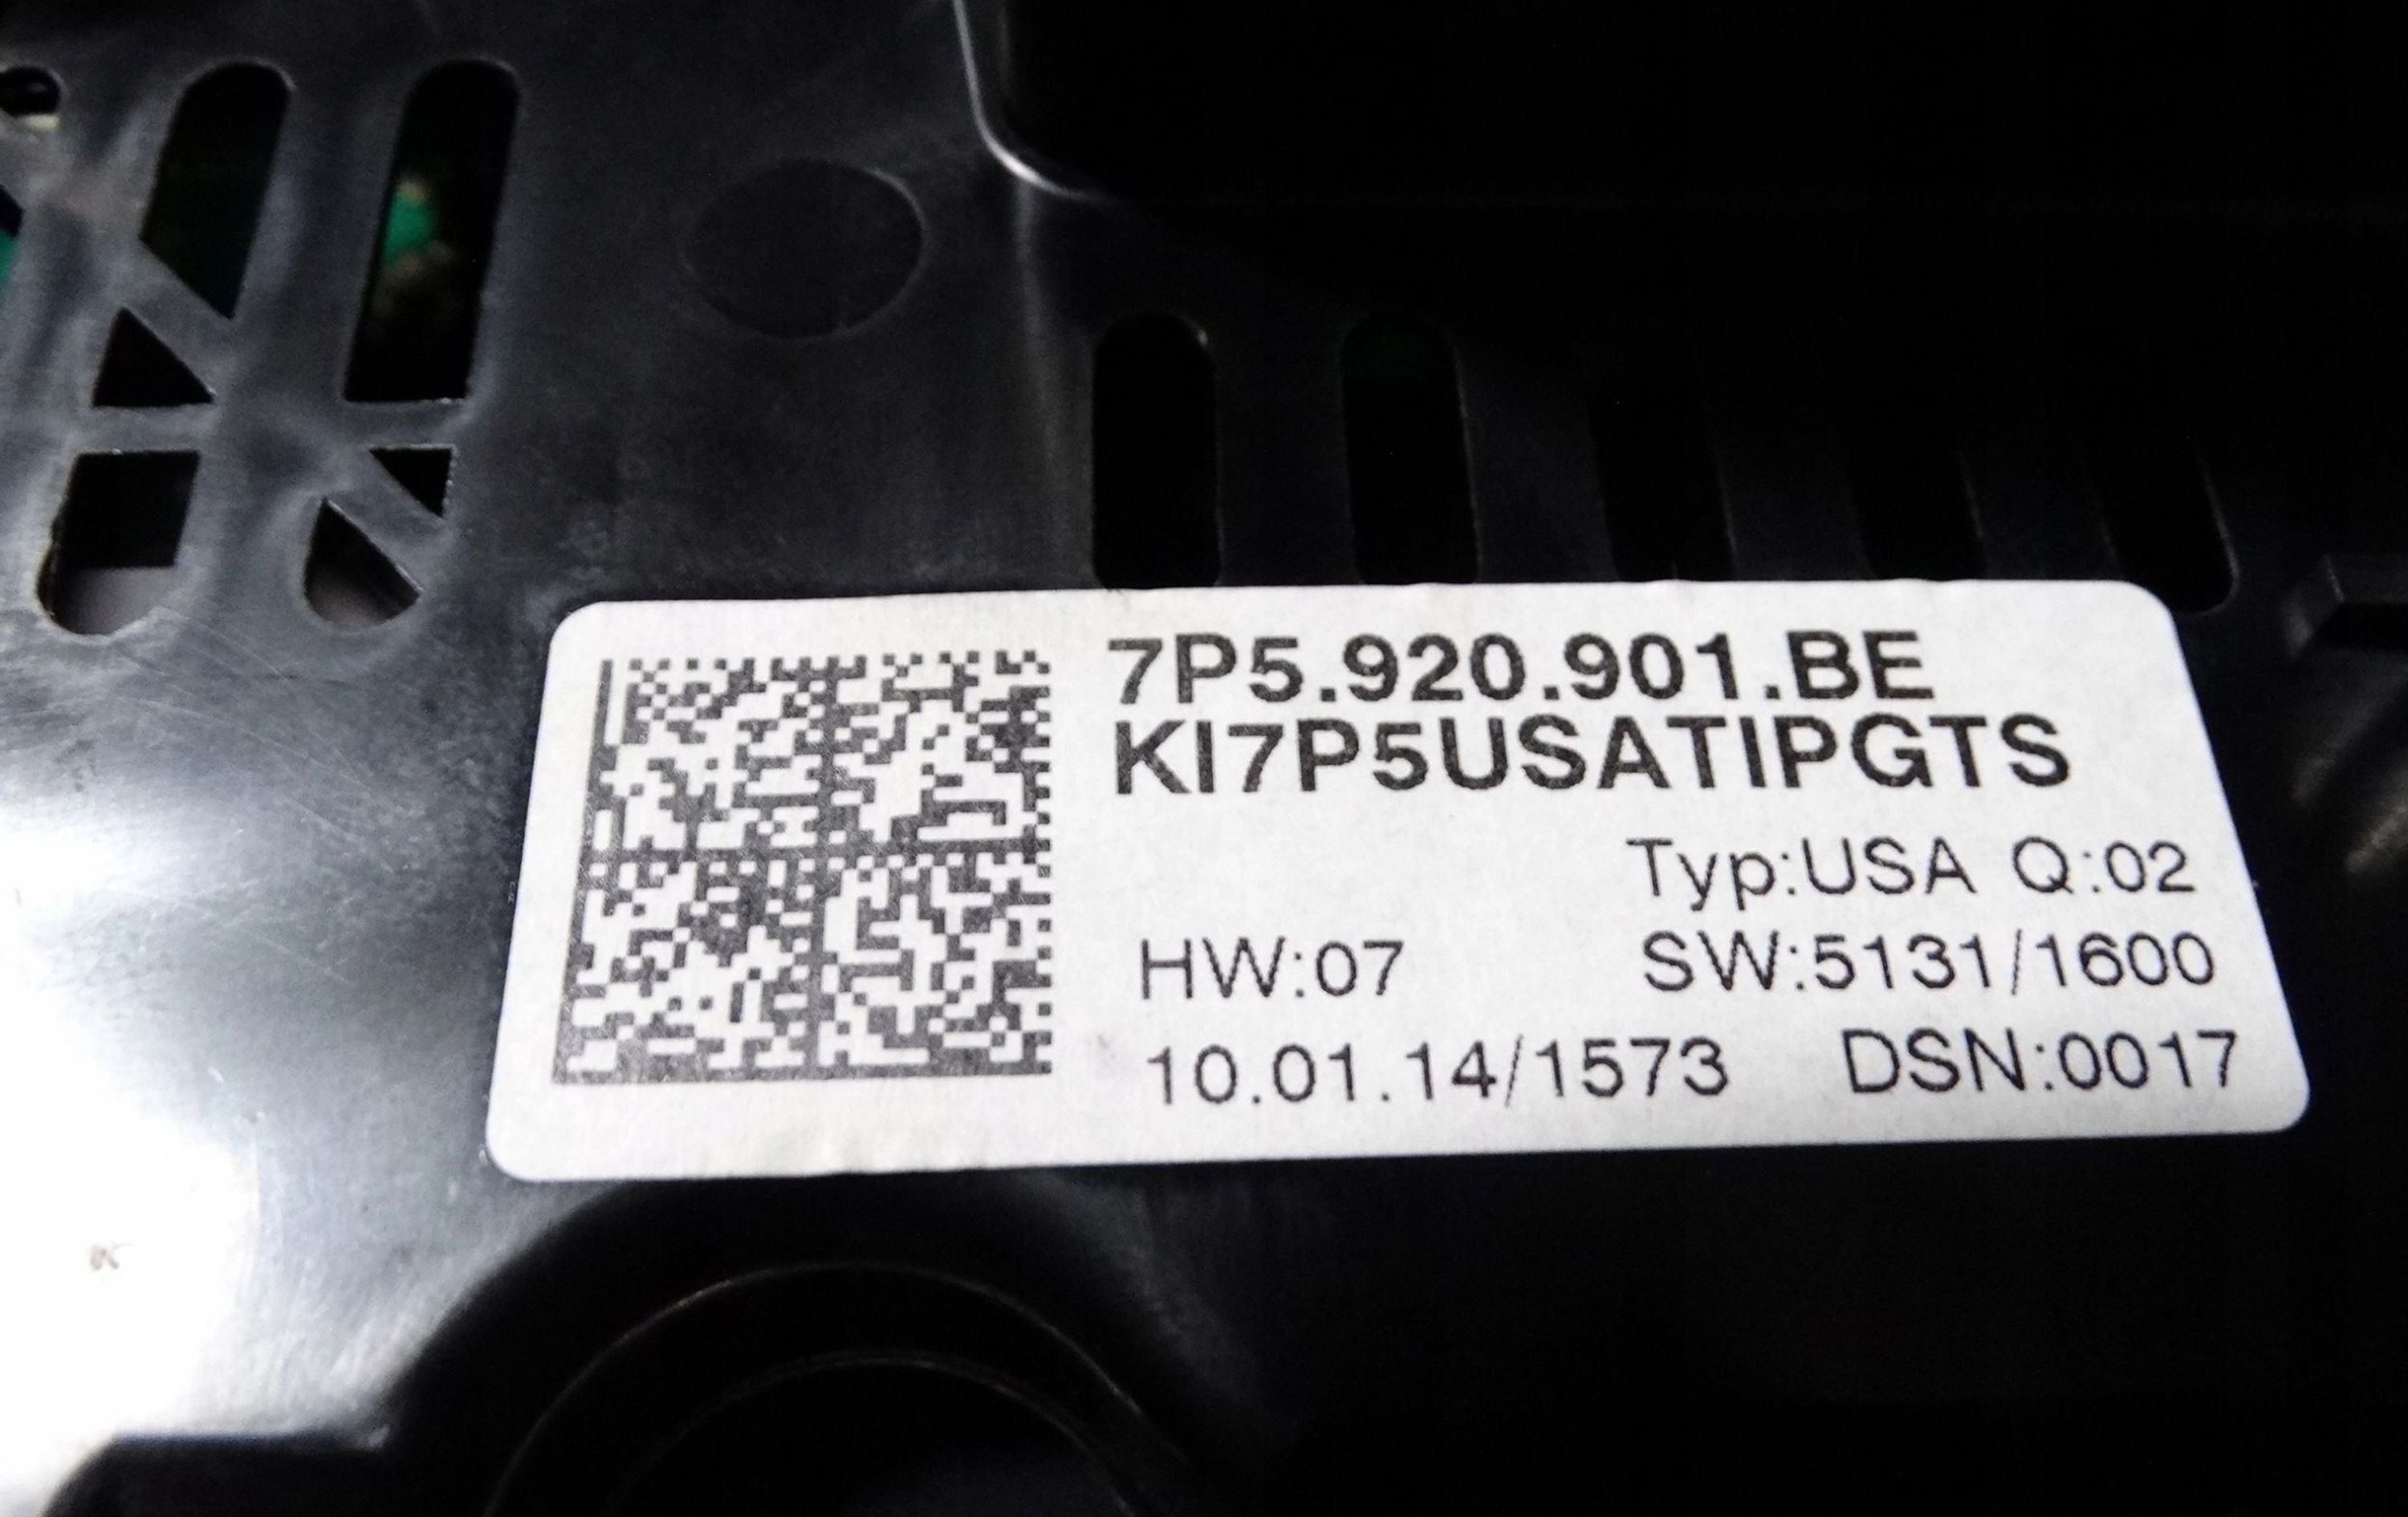 7P5.920.901.BE
KI7P5USATIPGTS
Typ:USA Q:02
HW:07 SW:5131/1600
10.01.14/1573 DSN:0017